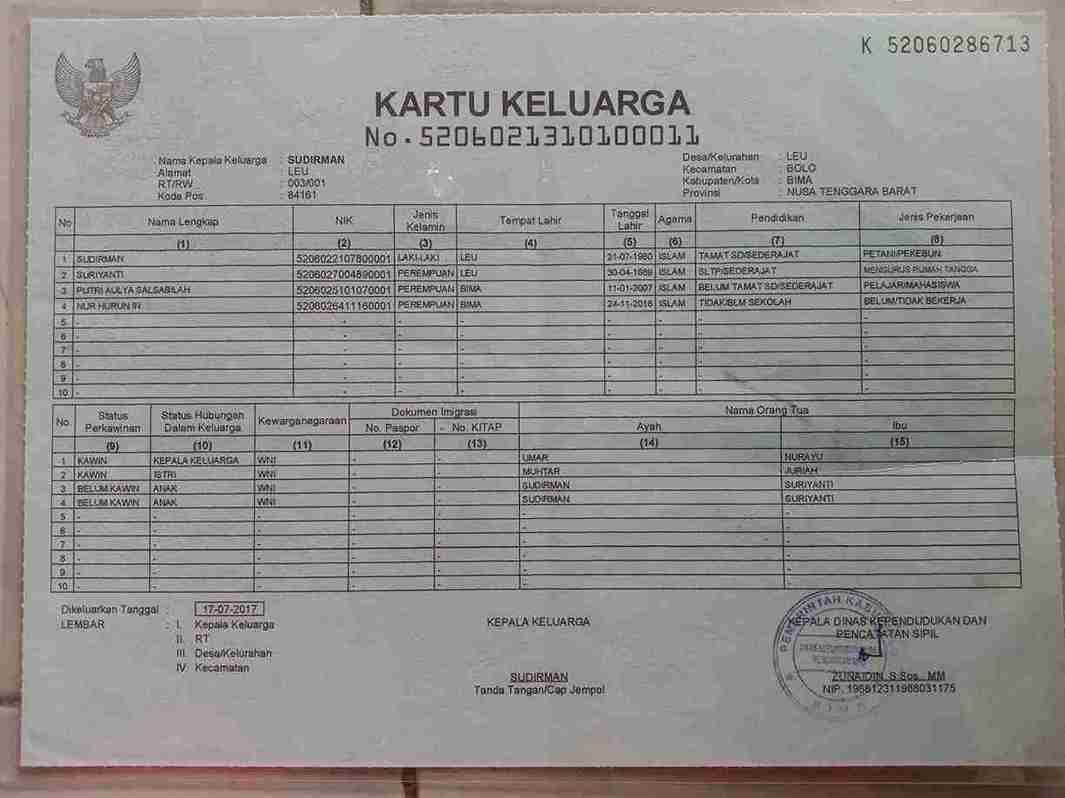 K 52060286713
KARTU KELUARGA
No. 5206021310100011
Nama Kepala Keluarga : SUDIRMAN
Alamat : LEU
RT/RW : 003/001
Kode Pos : 84161
Desa/Kelurahan : LEU
Kecamatan : BOLO
Kabupaten/Kota : BIMA
Provinsi : NUSA TENGGARA BARAT
No Nama Lengkap NIK Jenis Kelamin Tempat Lahir Tanggal Lahir Agama Pendidikan Jenis Pekerjaan
(1) (2) (3) (4) (5) (6) (7) (8)
1 SUDIRMAN 5206022107800001 LAKI-LAKI LEU 21-07-1980 ISLAM TAMAT SD/SEDERAJAT PETANI/PEKEBUN
2 SURIYANTI 5206027004890001 PEREMPUAN LEU 30-04-1989 ISLAM SLTP/SEDERAJAT MENGURUS RUMAH TANGGA
3 PUTRI AULYA SALSABILAH 5206025101070001 PEREMPUAN BIMA 11-01-2007 ISLAM BELUM TAMAT SD/SEDERAJAT PELAJAR/MAHASISWA
4 NUR HURUN IN 5206026411160001 PEREMPUAN BIMA 24-11-2016 ISLAM TIDAK/BLM SEKOLAH BELUM/TIDAK BEKERJA
5 - - - - - - - -
6 - - - - - - - -
7 - - - - - - - -
8 - - - - - - - -
9 - - - - - - - -
10 - - - - - - - -
No. Status Perkawinan Status Hubungan Dalam Keluarga Kewarganegaraan Dokumen Imigrasi Nama Orang Tua
No. Paspor - No. KITAP Ayah Ibu
(9) (10) (11) (12) (13) (14) (15)
1 KAWIN KEPALA KELUARGA WNI - - UMAR NURAYU
2 KAWIN ISTRI WNI - - MUHTAR JURIAH
3 BELUM KAWIN ANAK WNI - - SUDIRMAN SURIYANTI
4 BELUM KAWIN ANAK WNI - - SUDIRMAN SURIYANTI
5 - - - - - - -
6 - - - - - - -
7 - - - - - - -
8 - - - - - - -
9 - - - - - - -
10 - - - - - - -
Dikeluarkan Tanggal : 17-07-2017
LEMBAR : I. Kepala Keluarga
II. RT
III. Desa/Kelurahan
IV. Kecamatan
KEPALA KELUARGA
SUDIRMAN
Tanda Tangan/Cap Jempol
KEPALA DINAS KEPENDUDUKAN DAN
PENCATATAN SIPIL
ZUNAIDIN, S.Sos., MM
NIP. 195812311988031175
PEMERINTAH
BIMA